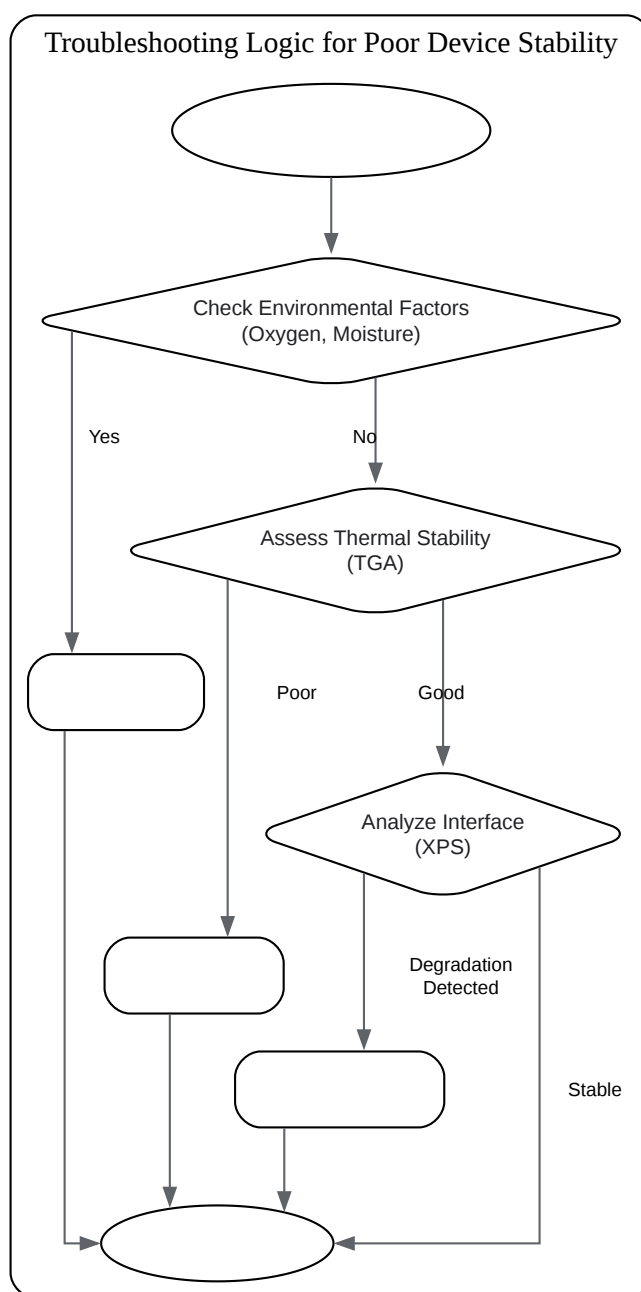 Troubleshooting Logic for Poor Device Stability
Check Environmental Factors
(Oxygen, Moisture)
Yes
No
Assess Thermal Stability
(TGA)
Poor
Good
Analyze Interface
(XPS)
Degradation
Detected
Stable